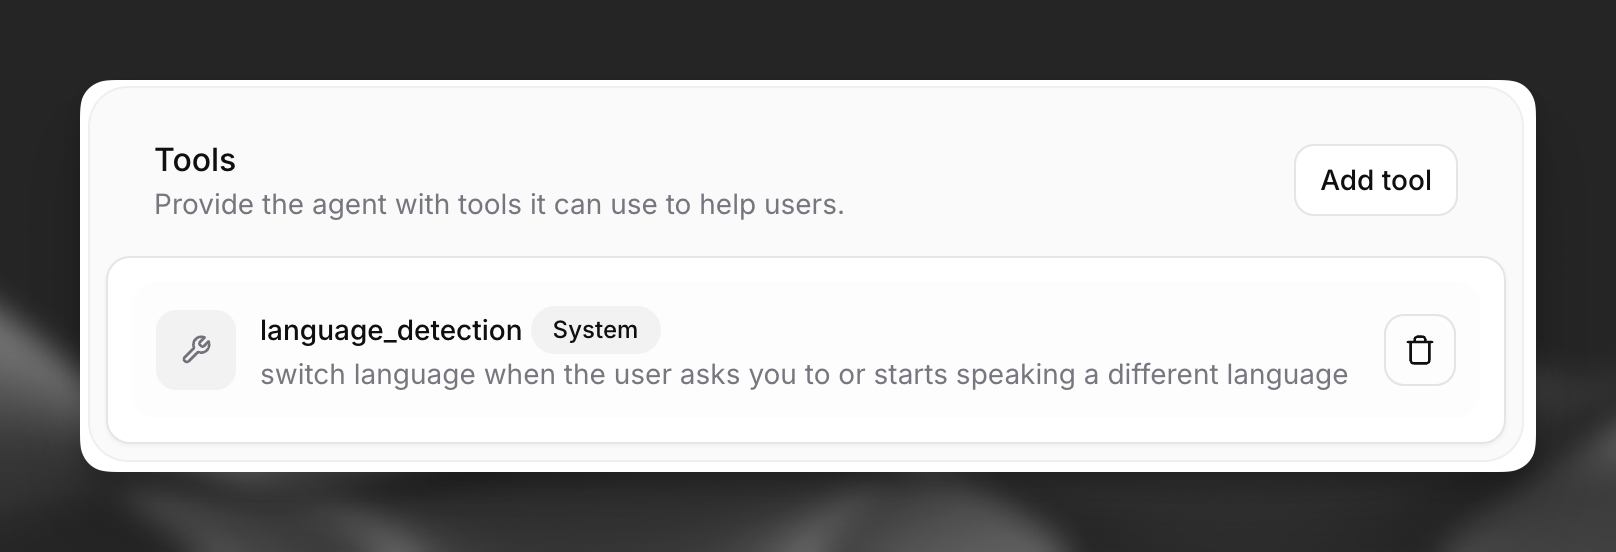 Tools
Provide the agent with tools it can use to help users.
Add tool
language_detection System
switch language when the user asks you to or starts speaking a different language